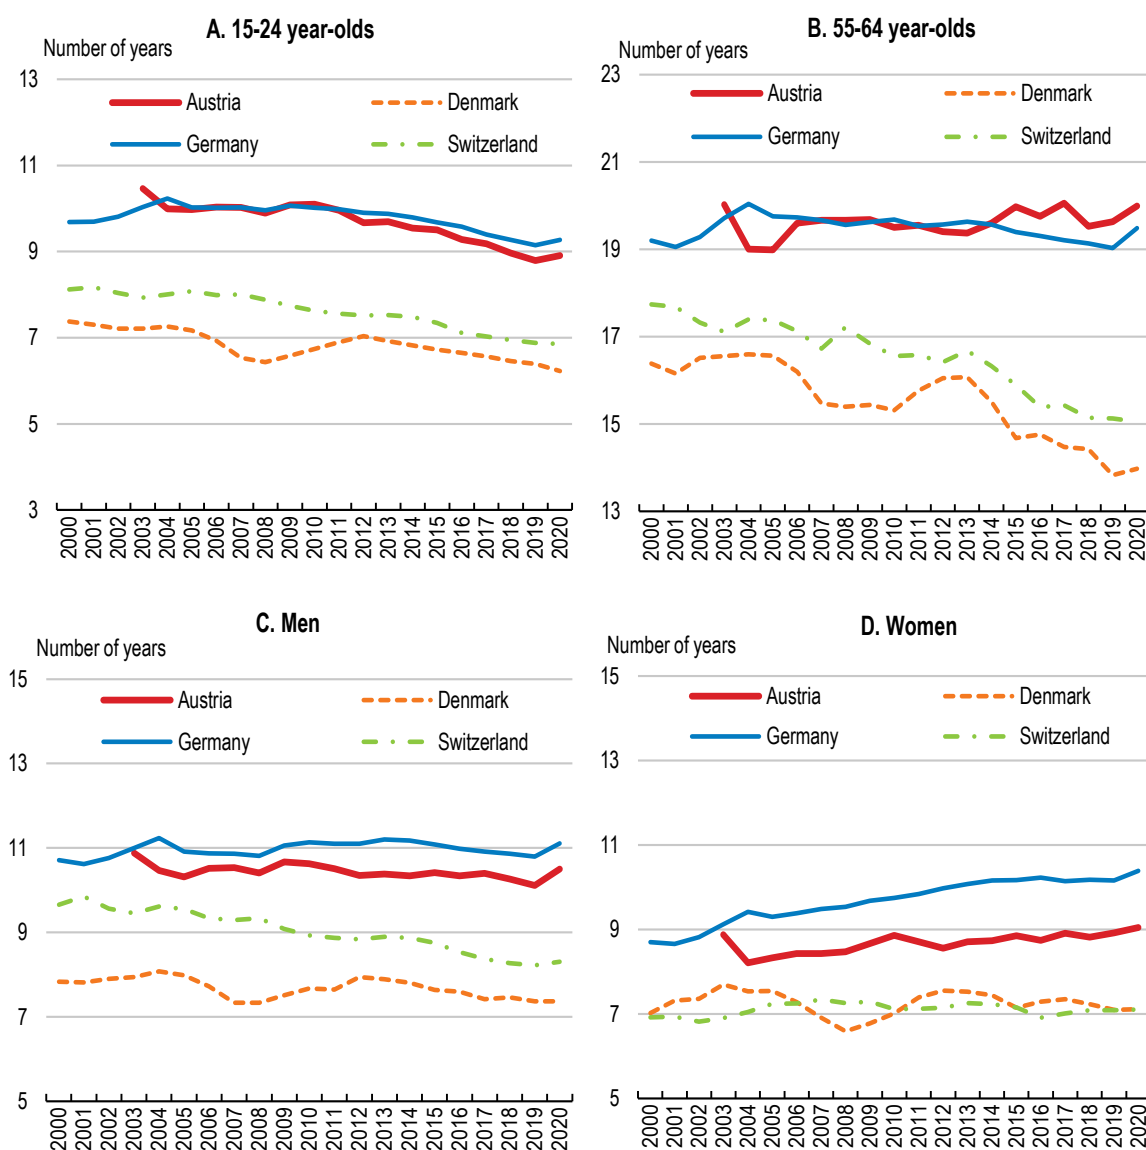 A. 15-24 year-olds
Number of years
13
11
9
7
5
3
Austria
Denmark
Germany
Switzerland
2000 2001 2002 2003 2004 2005 2006 2007 2008 2009 2010 2011 2012 2013 2014 2015 2016 2017 2018 2019 2020
B. 55-64 year-olds
Number of years
23
21
19
17
15
13
Austria
Denmark
Germany
Switzerland
2000 2001 2002 2003 2004 2005 2006 2007 2008 2009 2010 2011 2012 2013 2014 2015 2016 2017 2018 2019 2020
C. Men
Number of years
15
13
11
9
7
5
Austria
Denmark
Germany
Switzerland
2000 2001 2002 2003 2004 2005 2006 2007 2008 2009 2010 2011 2012 2013 2014 2015 2016 2017 2018 2019 2020
D. Women
Number of years
15
13
11
9
7
5
Austria
Denmark
Germany
Switzerland
2000 2001 2002 2003 2004 2005 2006 2007 2008 2009 2010 2011 2012 2013 2014 2015 2016 2017 2018 2019 2020